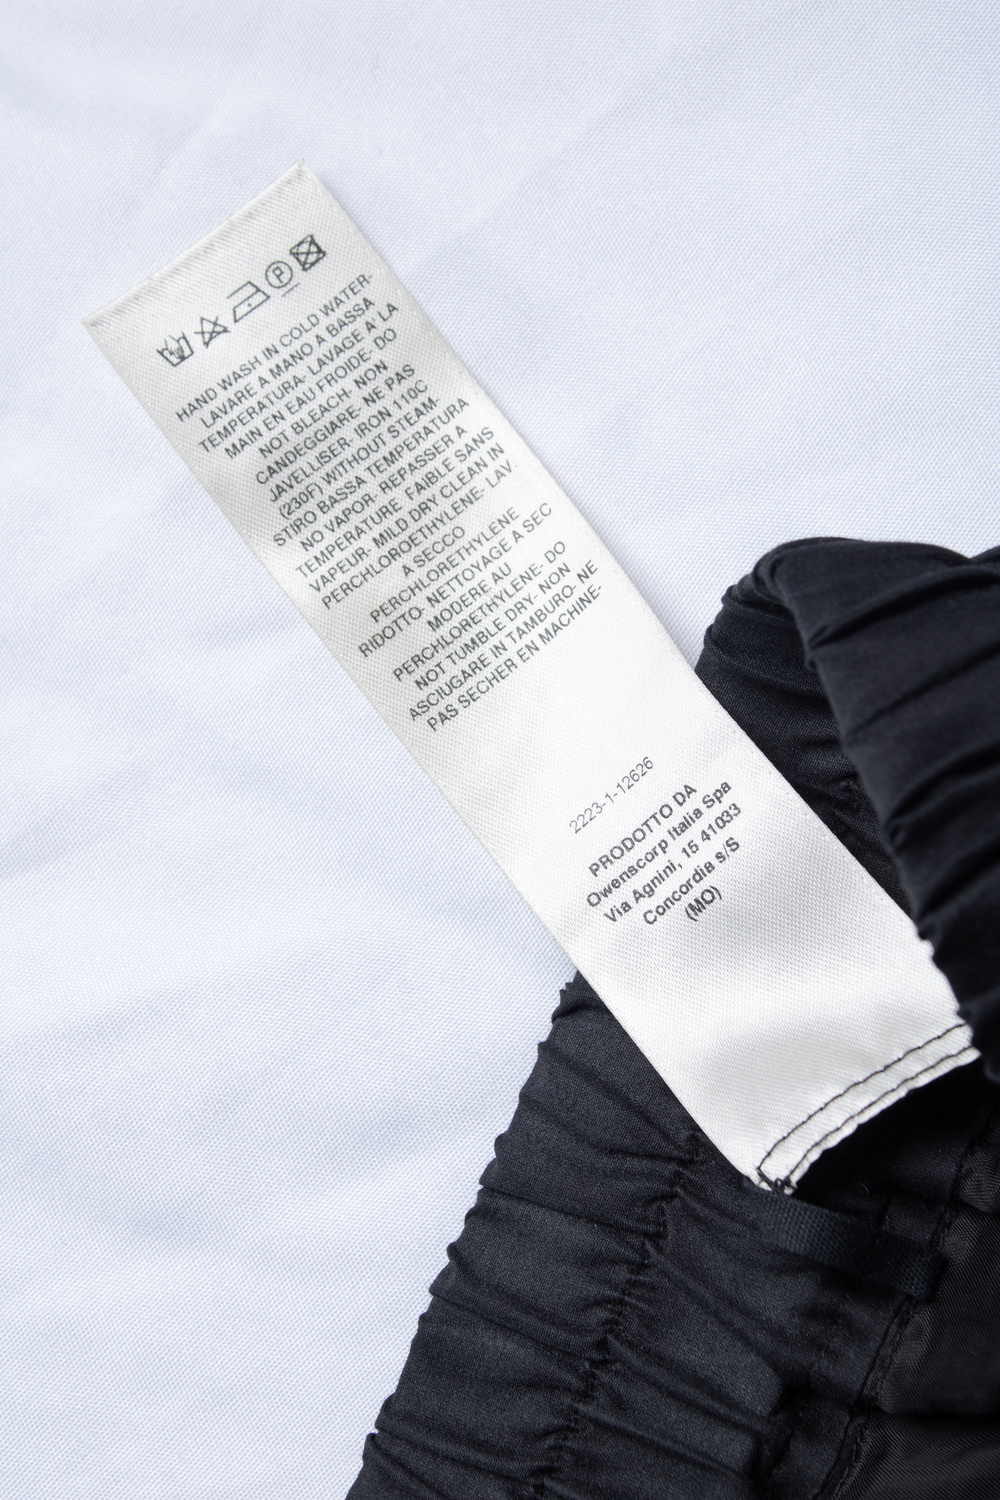 P
HAND WASH IN COLD WATER-
LAVARE A MANO A BASSA
TEMPERATURA- LAVAGE A' LA
MAIN EN EAU FROIDE- DO
NOT BLEACH- NON
CANDEGGIARE- NE PAS
JAVELLISER- IRON 110C
(230F) WITHOUT STEAM-
STIRO BASSA TEMPERATURA
NO VAPOR- REPASSER A
TEMPERATURE FAIBLE SANS
VAPEUR- MILD DRY CLEAN IN
PERCHLOROETHYLENE- LAV.
A SECCO
PERCHLORETHYLENE
RIDOTTO- NETTOYAGE A SEC
MODERE AU
PERCHLORETHYLENE- DO
NOT TUMBLE DRY- NON
ASCIUGARE IN TAMBURO- NE
PAS SECHER EN MACHINE-
2223-1-12626
PRODOTTO DA
Owenscorp Italia Spa
Via Agnini, 15 41033
Concordia s/S
(MO)